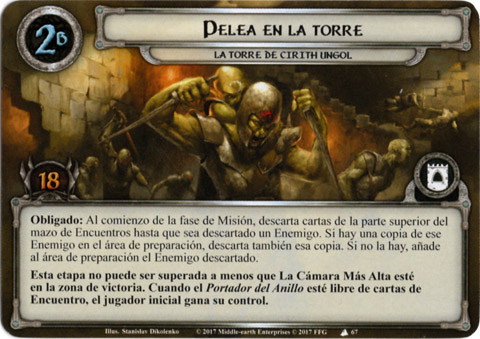 2B
PELEA EN LA TORRE
LA TORRE DE CIRITH UNGOL
18
Obligado: Al comienzo de la fase de Misión, descarta cartas de la parte superior del
mazo de Encuentros hasta que sea descartado un Enemigo. Si hay una copia de ese
Enemigo en el área de preparación, descarta también esa copia. Si no la hay, añade
al área de preparación el Enemigo descartado.
Esta etapa no puede ser superada a menos que La Cámara Más Alta esté
en la zona de victoria. Cuando el Portador del Anillo esté libre de cartas de
Encuentro, el jugador inicial gana su control.
Illus. Stanislav Dikolenko © 2017 Middle-earth Enterprises © 2017 FFG 67